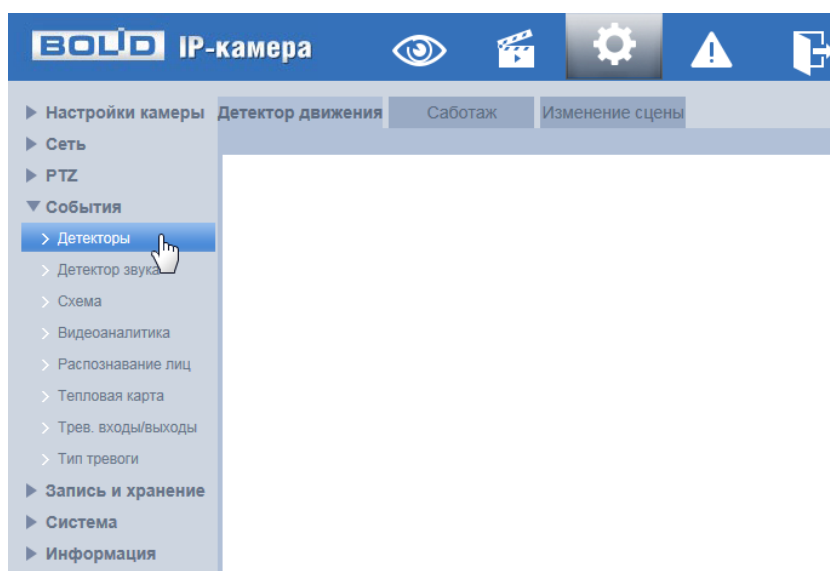 BOLID IP-камера
Настройки камеры
Детектор движения
Саботаж
Изменение сцены
Сеть
PTZ
События
Детекторы
Детектор звука
Схема
Видеоаналитика
Распознавание лиц
Тепловая карта
Трев. входы/выходы
Тип тревоги
Запись и хранение
Система
Информация